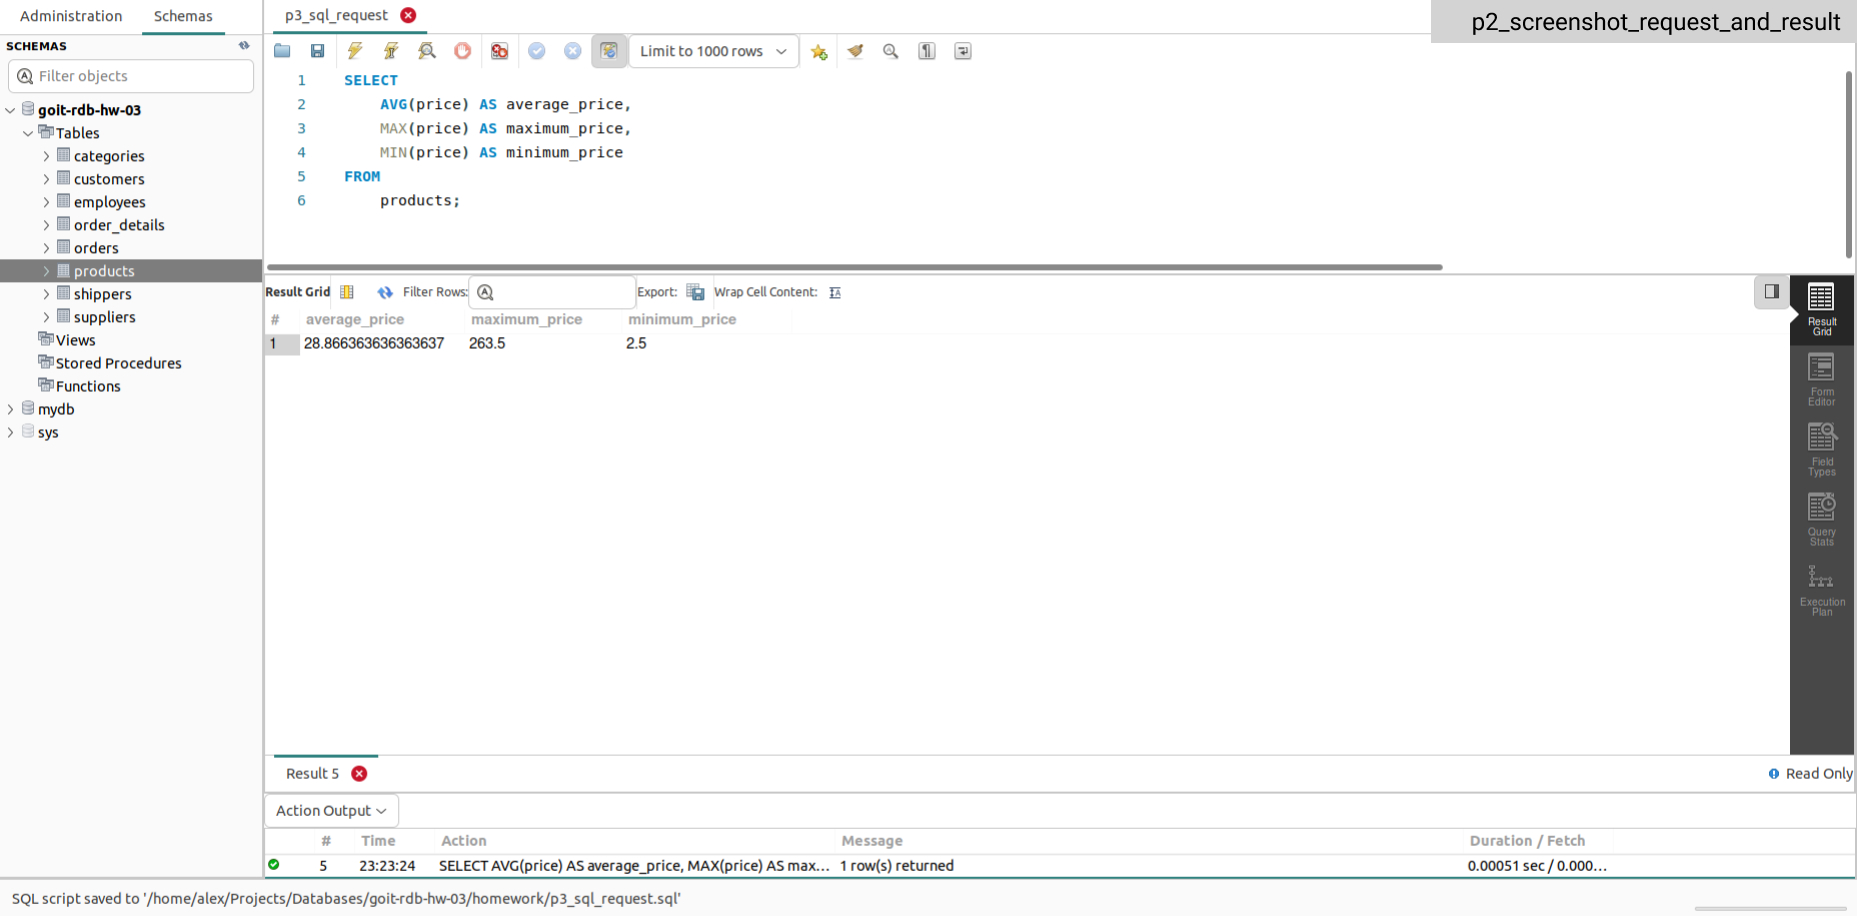 Administration
Schemas
p3_sql_request
p2_screenshot_request_and_result
SCHEMAS
Filter objects
goit-rdb-hw-03
Tables
categories
customers
employees
order_details
orders
products
shippers
suppliers
Views
Stored Procedures
Functions
mydb
sys
Limit to 1000 rows
1 SELECT
2 AVG(price) AS average_price,
3 MAX(price) AS maximum_price,
4 MIN(price) AS minimum_price
5 FROM
6 products;
Result Grid Filter Rows: Export: Wrap Cell Content:
# average_price maximum_price minimum_price
1 28.866363636363637 263.5 2.5
Result
Grid
Form
Editor
Field
Types
Query
Stats
Execution
Plan
Result 5
Read Only
Action Output
# Time Action Message Duration / Fetch
5 23:23:24 SELECT AVG(price) AS average_price, MAX(price) AS max... 1 row(s) returned 0.00051 sec / 0.000...
SQL script saved to '/home/alex/Projects/Databases/goit-rdb-hw-03/homework/p3_sql_request.sql'